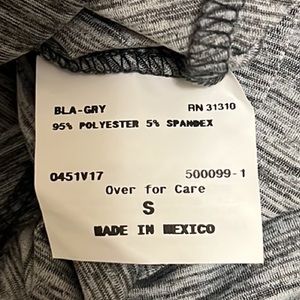 BLA-GRY RN 31310
95% POLYESTER 5% SPANDEX
0451V17 500099-1
Over for Care
S
MADE IN MEXICO